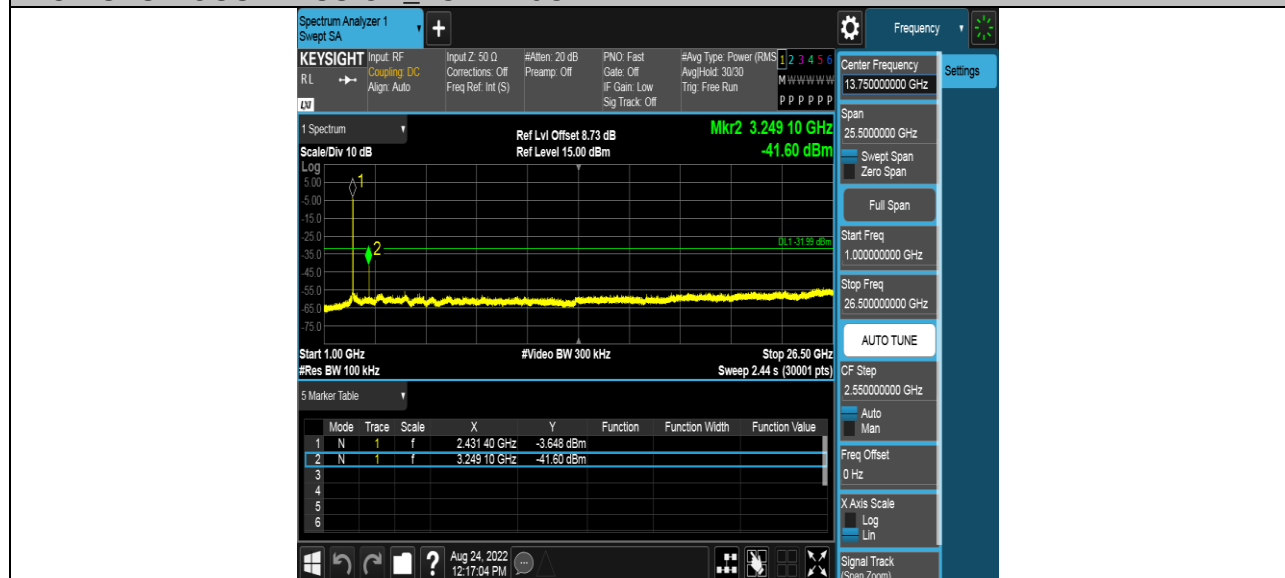 Spectrum Analyzer 1
Swept SA
+
Frequency
KEYSIGHT
RL
LXI
Input: RF
Coupling: DC
Align: Auto
Input Z: 50 Ω
Corrections: Off
Freq Ref: Int (S)
#Atten: 20 dB
Preamp: Off
PNO: Fast
Gate: Off
IF Gain: Low
Sig Track: Off
#Avg Type: Power (RMS
Avg|Hold: 30/30
Trig: Free Run
1 2 3 4 5 6
M W W W W W
P P P P P P
Center Frequency
13.750000000 GHz
Settings
Span
25.5000000 GHz
Swept Span
Zero Span
Full Span
Start Freq
1.000000000 GHz
Stop Freq
26.500000000 GHz
AUTO TUNE
CF Step
2.550000000 GHz
Auto
Man
Freq Offset
0 Hz
X Axis Scale
Log
Lin
Signal Track
(Span Zoom)
1 Spectrum
Scale/Div 10 dB
Ref Lvl Offset 8.73 dB
Ref Level 15.00 dBm
Mkr2 3.249 10 GHz
-41.60 dBm
Log
5.00
-5.00
-15.0
-25.0
-35.0
-45.0
-55.0
-65.0
-75.0
1
2
DL1 -31.99 dBm
Start 1.00 GHz
#Res BW 100 kHz
#Video BW 300 kHz
Stop 26.50 GHz
Sweep 2.44 s (30001 pts)
5 Marker Table
Mode Trace Scale X Y Function Function Width Function Value
1 N 1 f 2.431 40 GHz -3.648 dBm
2 N 1 f 3.249 10 GHz -41.60 dBm
3
4
5
6
?
Aug 24, 2022
12:17:04 PM